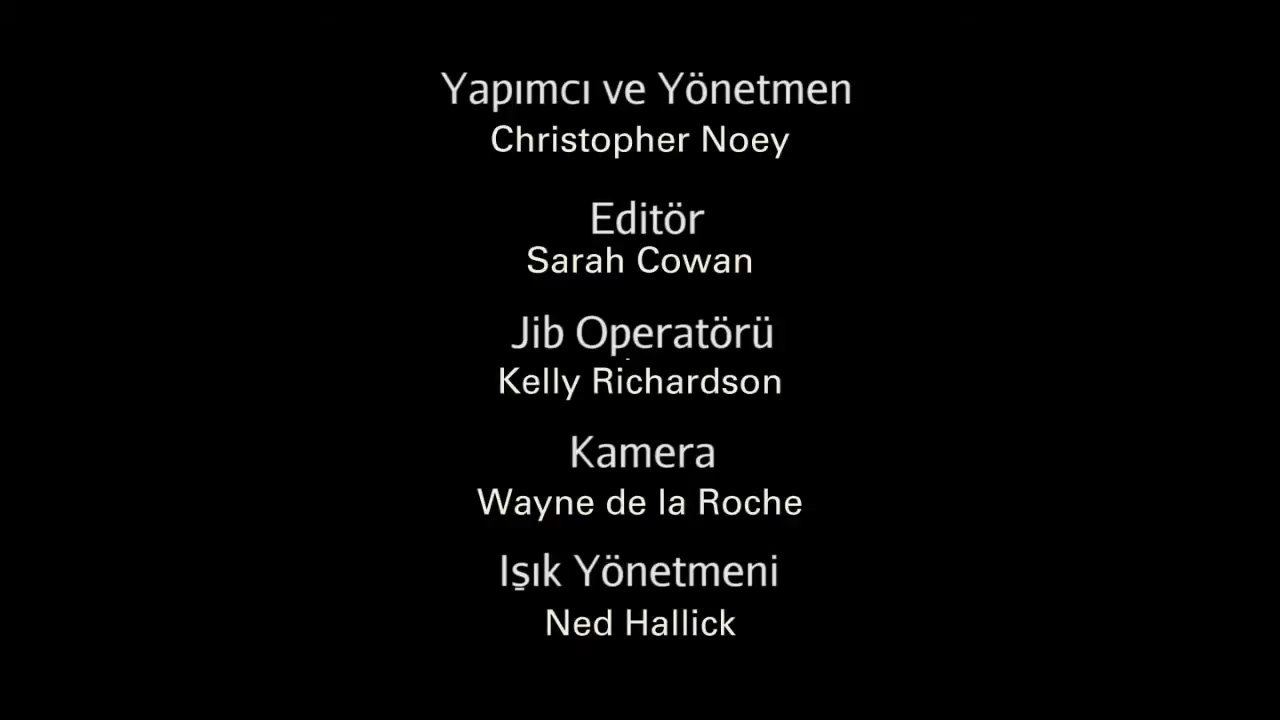 Yapımcı ve Yönetmen
Christopher Noey
Editör
Sarah Cowan
Jib Operatörü
Kelly Richardson
Kamera
Wayne de la Roche
Işık Yönetmeni
Ned Hallick